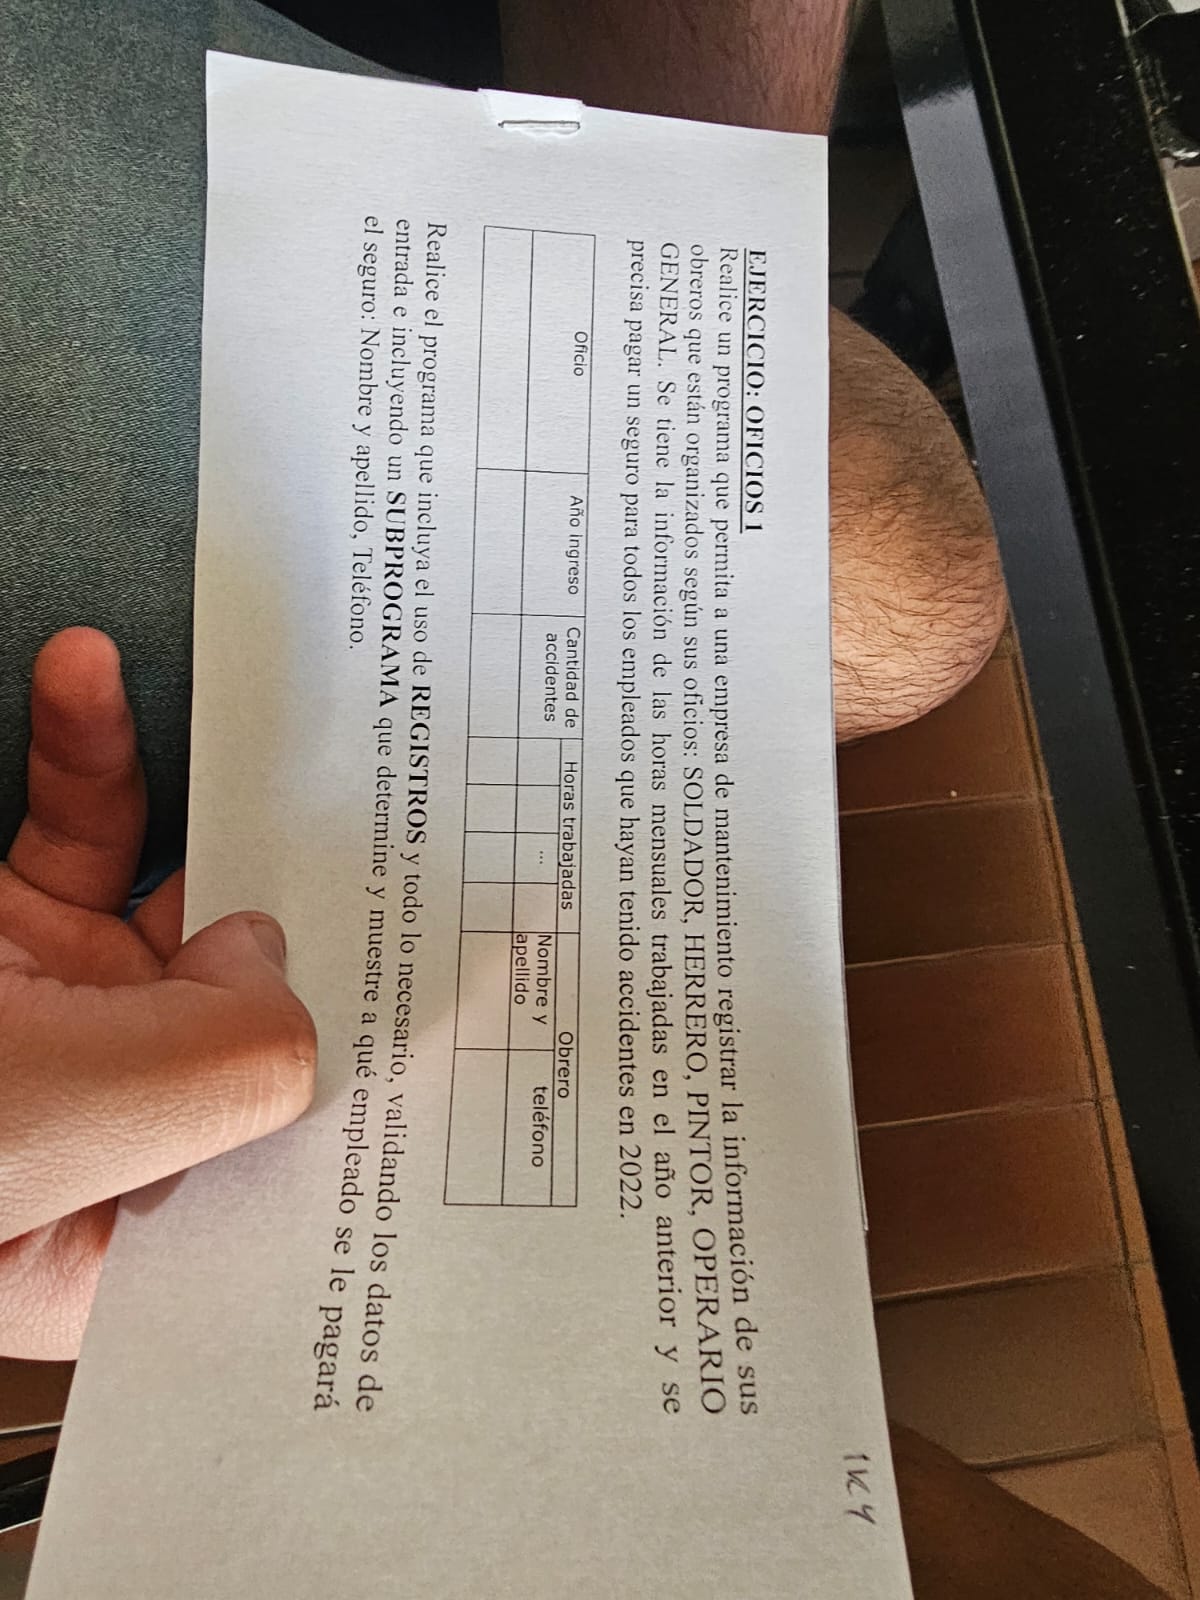 1K4
EJERCICIO: OFICIOS 1
Realice un programa que permita a una empresa de mantenimiento registrar la información de sus
obreros que están organizados según sus oficios: SOLDADOR, HERRERO, PINTOR, OPERARIO
GENERAL. Se tiene la información de las horas mensuales trabajadas en el año anterior y se
precisa pagar un seguro para todos los empleados que hayan tenido accidentes en 2022.
Oficio Año ingreso Cantidad de Horas trabajadas Obrero
accidentes ... Nombre y teléfono
apellido
Realice el programa que incluya el uso de REGISTROS y todo lo necesario, validando los datos de
entrada e incluyendo un SUBPROGRAMA que determine y muestre a qué empleado se le pagará
el seguro: Nombre y apellido, Teléfono.